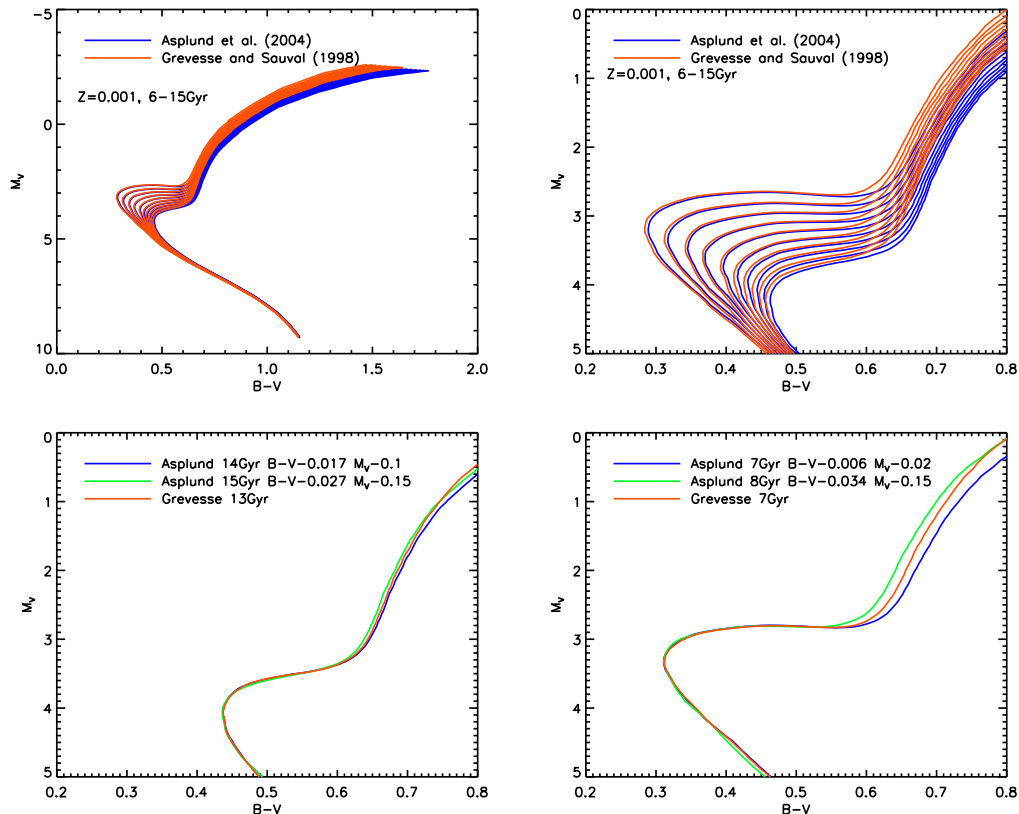 Asplund et al. (2004)
Grevesse and Sauval (1998)
Z=0.001, 6-15Gyr
-5
0
5
10
M_V
0.0 0.5 1.0 1.5 2.0
B-V
Asplund et al. (2004)
Grevesse and Sauval (1998)
Z=0.001, 6-15Gyr
0
1
2
3
4
5
M_V
0.2 0.3 0.4 0.5 0.6 0.7 0.8
B-V
Asplund 14Gyr B-V-0.017 M_V-0.1
Asplund 15Gyr B-V-0.027 M_V-0.15
Grevesse 13Gyr
0
1
2
3
4
5
M_V
0.2 0.3 0.4 0.5 0.6 0.7 0.8
B-V
Asplund 7Gyr B-V-0.006 M_V-0.02
Asplund 8Gyr B-V-0.034 M_V-0.15
Grevesse 7Gyr
0
1
2
3
4
5
M_V
0.2 0.3 0.4 0.5 0.6 0.7 0.8
B-V